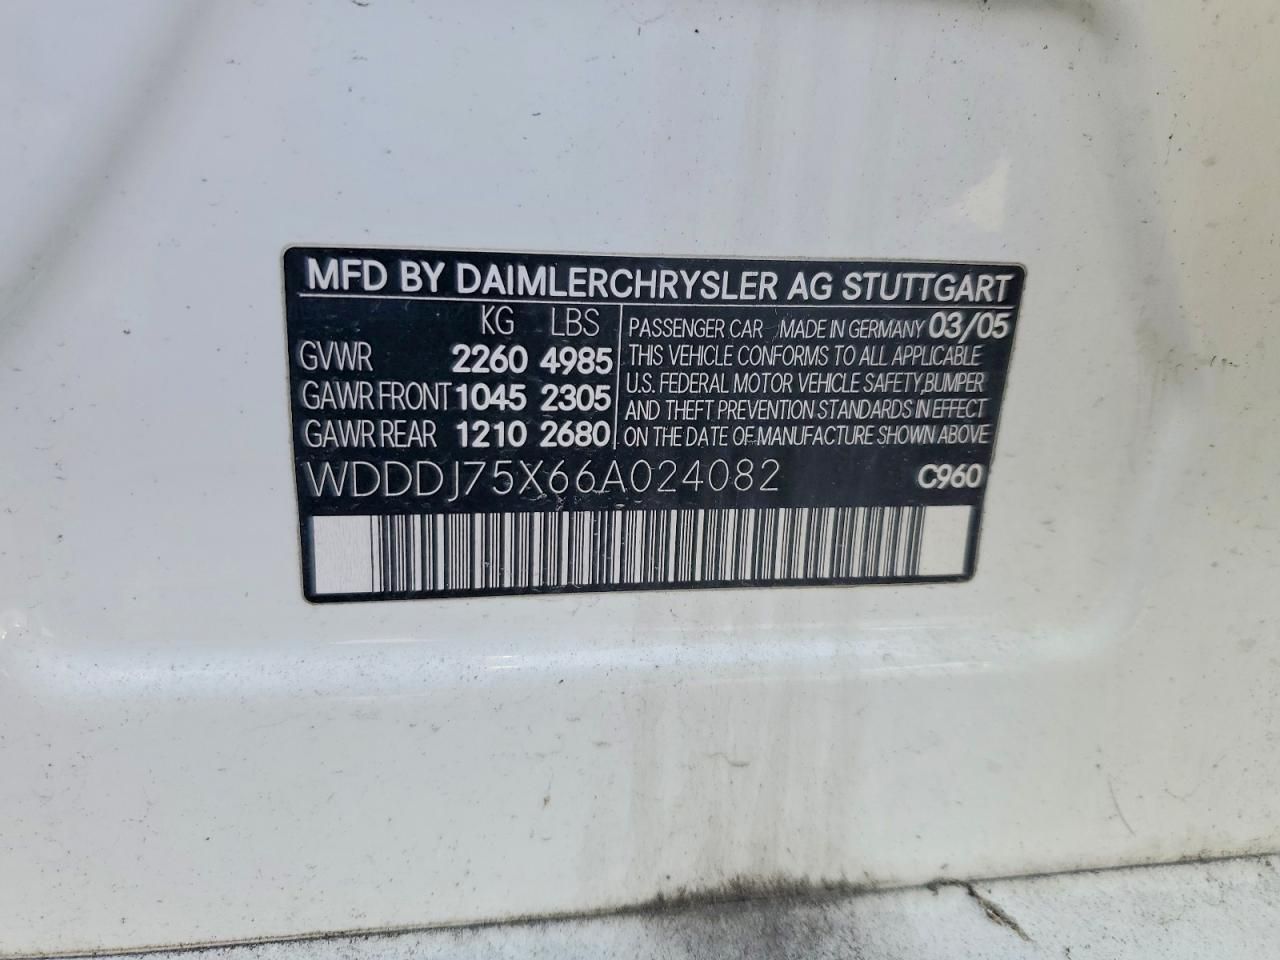 MFD BY DAIMLERCHRYSLER AG STUTTGART
KG LBS
GVWR 2260 4985
GAWR FRONT 1045 2305
GAWR REAR 1210 2680
PASSENGER CAR MADE IN GERMANY 03/05
THIS VEHICLE CONFORMS TO ALL APPLICABLE
U.S. FEDERAL MOTOR VEHICLE SAFETY,BUMPER
AND THEFT PREVENTION STANDARDS IN EFFECT
ON THE DATE OF MANUFACTURE SHOWN ABOVE
WDDDJ75X66A024082 C960